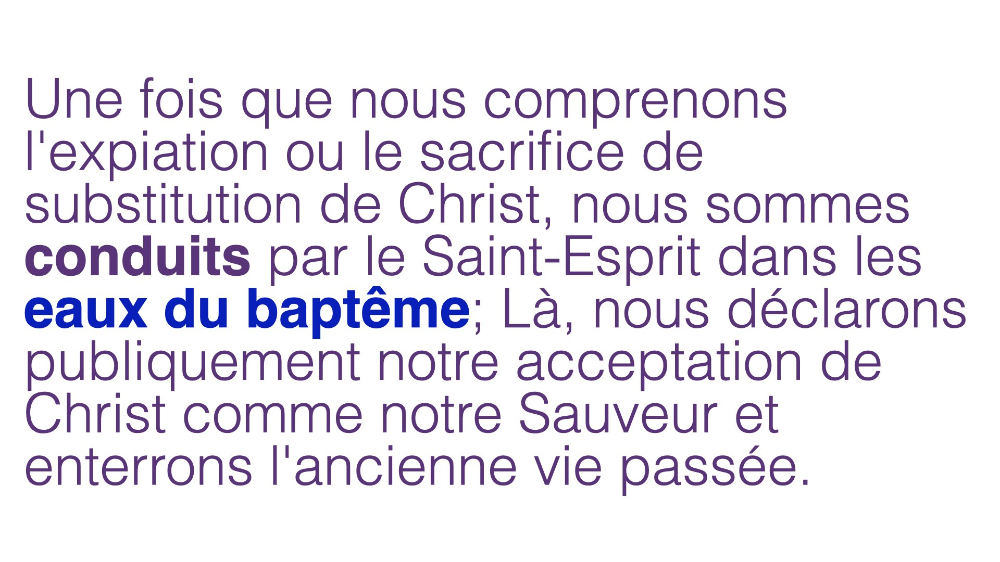 Une fois que nous comprenons
l'expiation ou le sacrifice de
substitution de Christ, nous sommes
conduits par le Saint-Esprit dans les
eaux du baptême; Là, nous déclarons
publiquement notre acceptation de
Christ comme notre Sauveur et
enterrons l'ancienne vie passée.